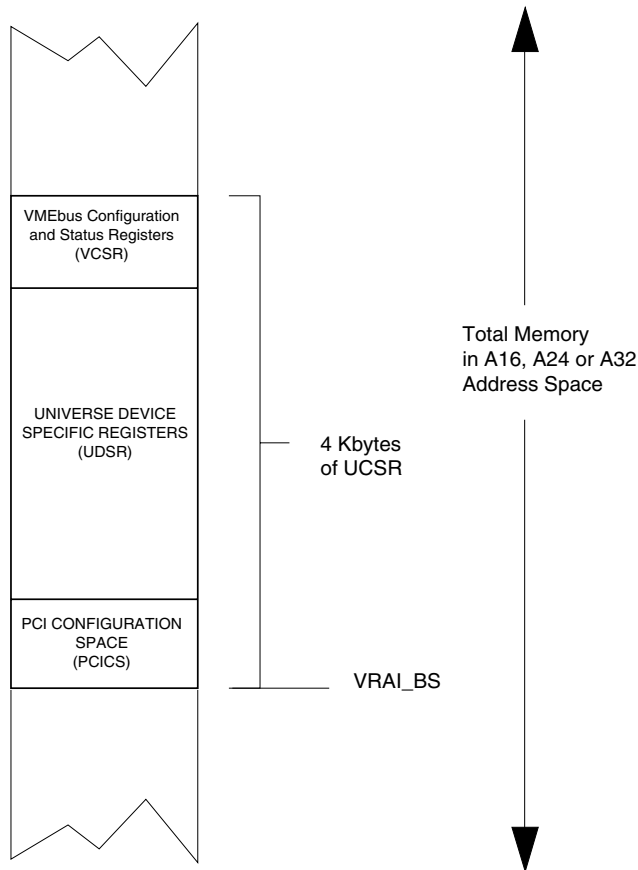 VMEbus Configuration
and Status Registers
(VCSR)
UNIVERSE DEVICE
SPECIFIC REGISTERS
(UDSR)
PCI CONFIGURATION
SPACE
(PCICS)
4 Kbytes
of UCSR
VRAI_BS
Total Memory
in A16, A24 or A32
Address Space